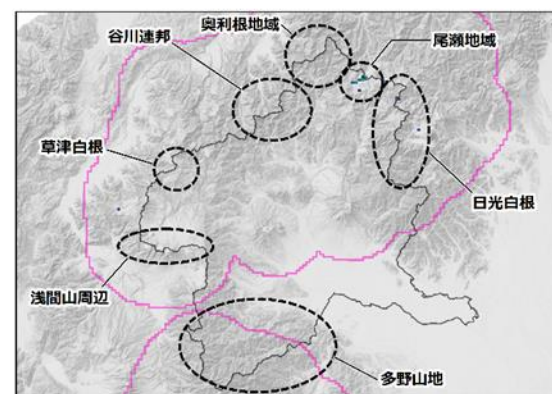 奥利根地域
谷川連邦
尾瀬地域
草津白根
日光白根
浅間山周辺
多野山地